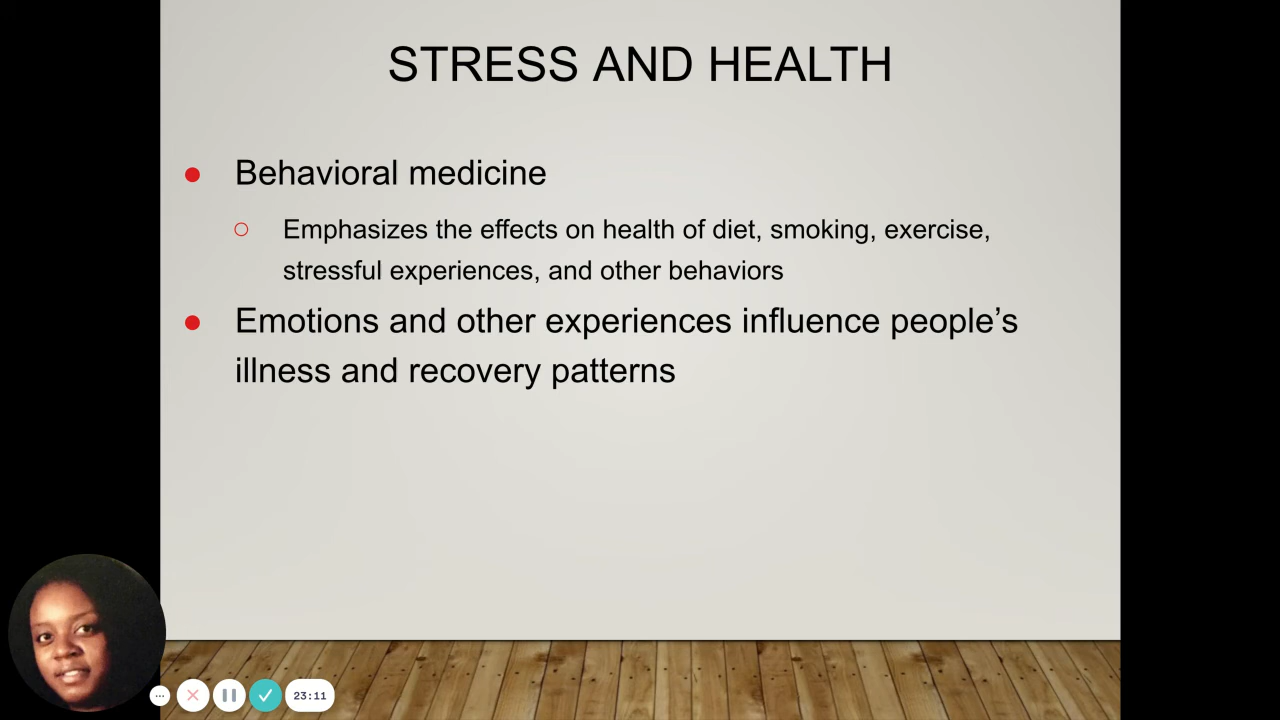 STRESS AND HEALTH
● Behavioral medicine
○ Emphasizes the effects on health of diet, smoking, exercise,
stressful experiences, and other behaviors
● Emotions and other experiences influence people’s
illness and recovery patterns
23:11